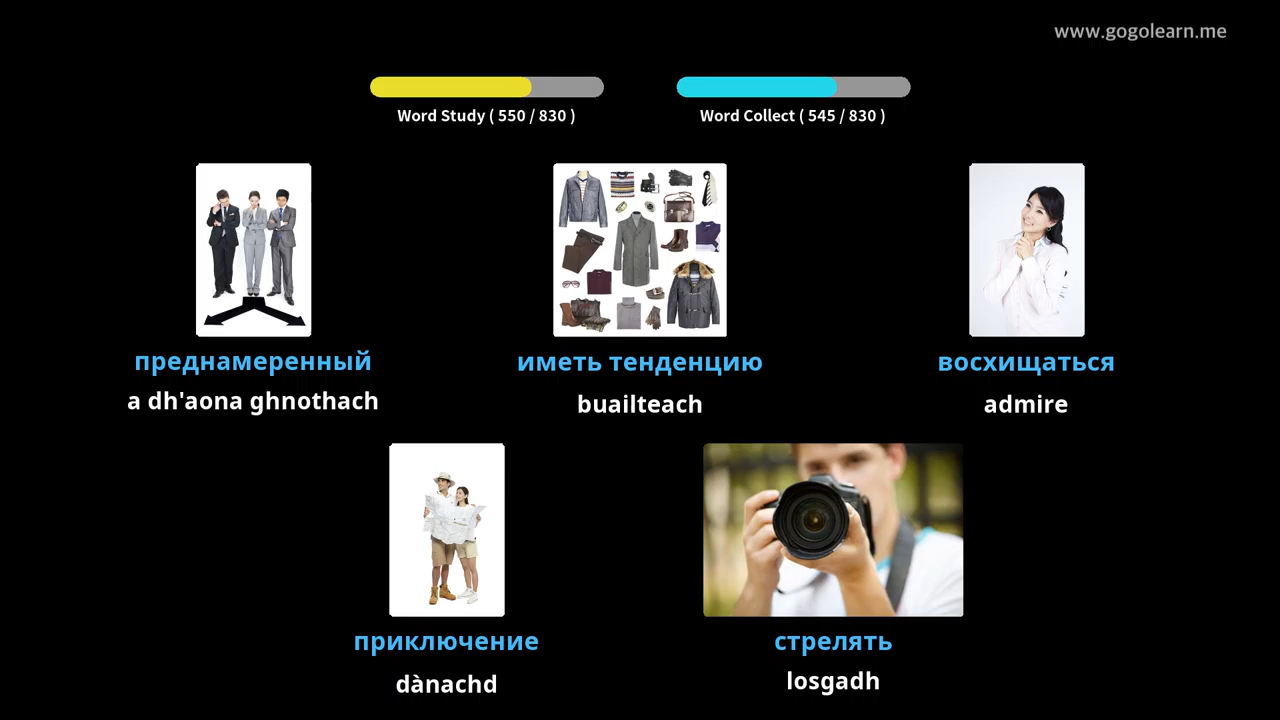 www.gogolearn.me
Word Study ( 550 / 830 )
Word Collect ( 545 / 830 )
преднамеренный
a dh'aona ghnothach
иметь тенденцию
buailteach
восхищаться
admire
приключение
dànachd
стрелять
losgadh